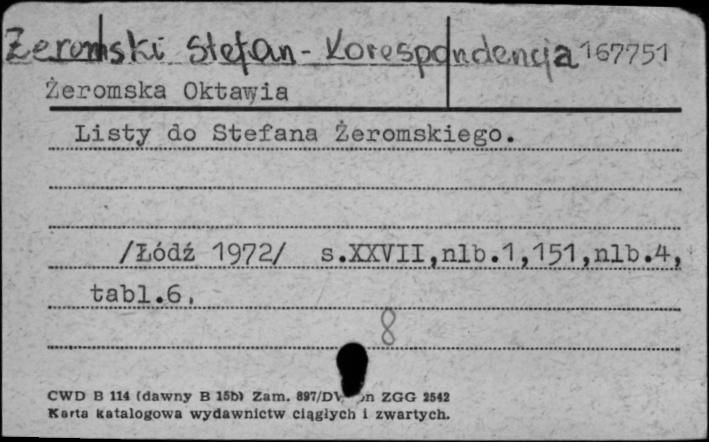 Żeromski Stefan - Korespondencja 167751
Żeromska Oktawia
Listy do Stefana Żeromskiego.
/Łódź 1972/ s.XXVII,nlb.1,151,nlb.4,
tabl.6.
8
CWD B 114 (dawny B 15b) Zam. 897/DW ZGG 2542
Karta katalogowa wydawnictw ciągłych i zwartych.